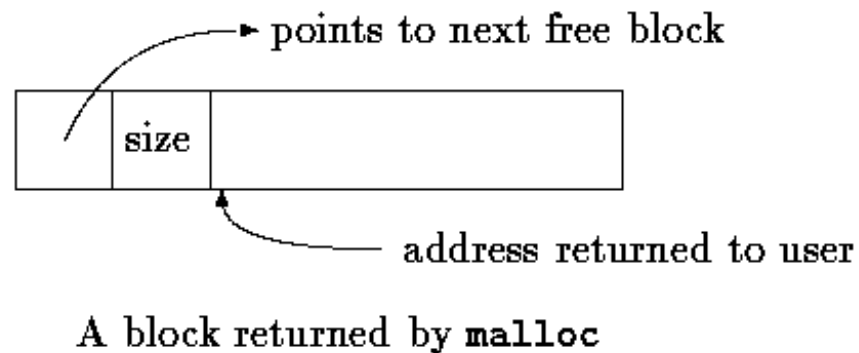 points to next free block
size
address returned to user
A block returned by malloc